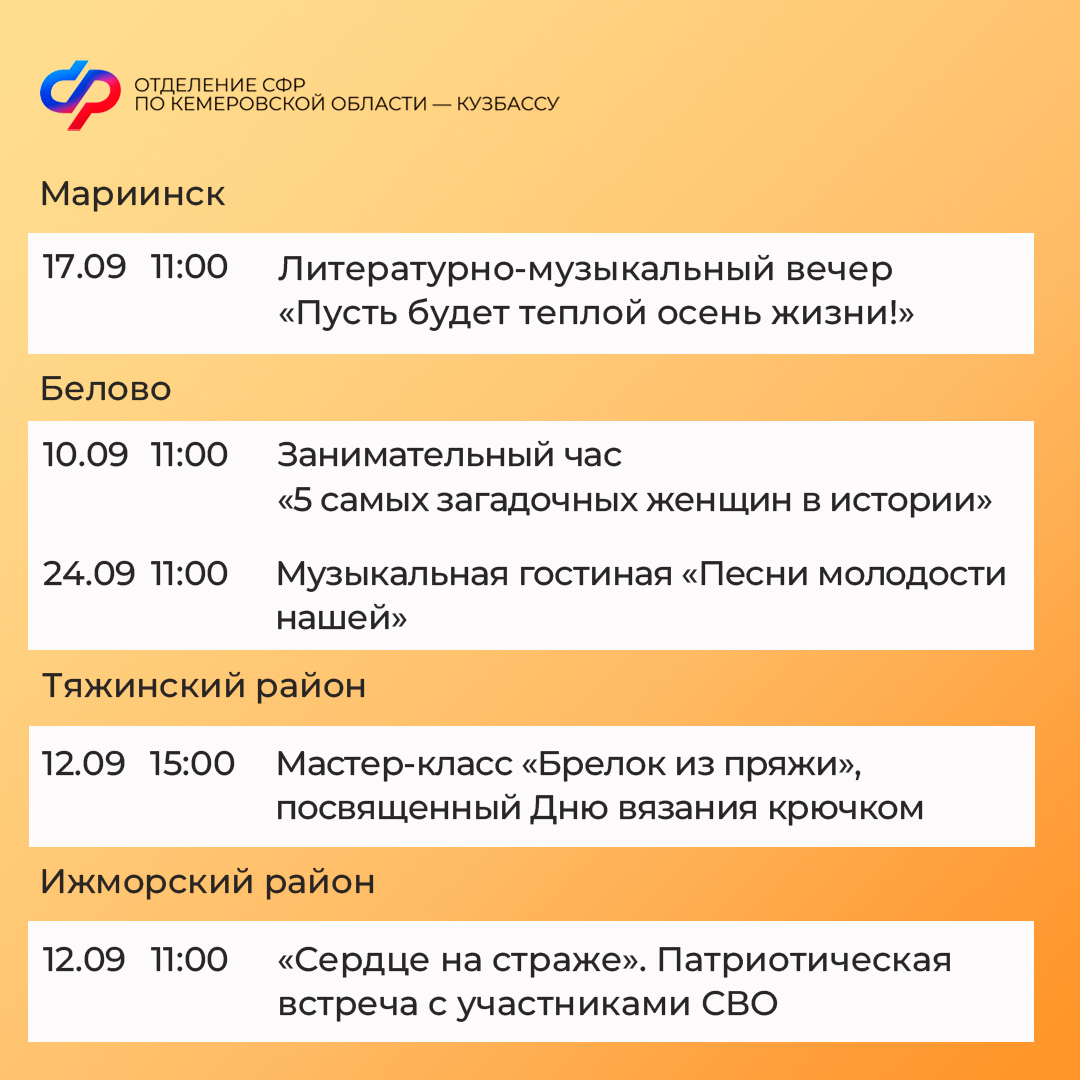 ОТДЕЛЕНИЕ СФР
ПО КЕМЕРОВСКОЙ ОБЛАСТИ — КУЗБАССУ
Мариинск
17.09 11:00 Литературно-музыкальный вечер
«Пусть будет теплой осень жизни!»
Белово
10.09 11:00 Занимательный час
«5 самых загадочных женщин в истории»
24.09 11:00 Музыкальная гостиная «Песни молодости
нашей»
Тяжинский район
12.09 15:00 Мастер-класс «Брелок из пряжи»,
посвященный Дню вязания крючком
Ижморский район
12.09 11:00 «Сердце на страже». Патриотическая
встреча с участниками СВО